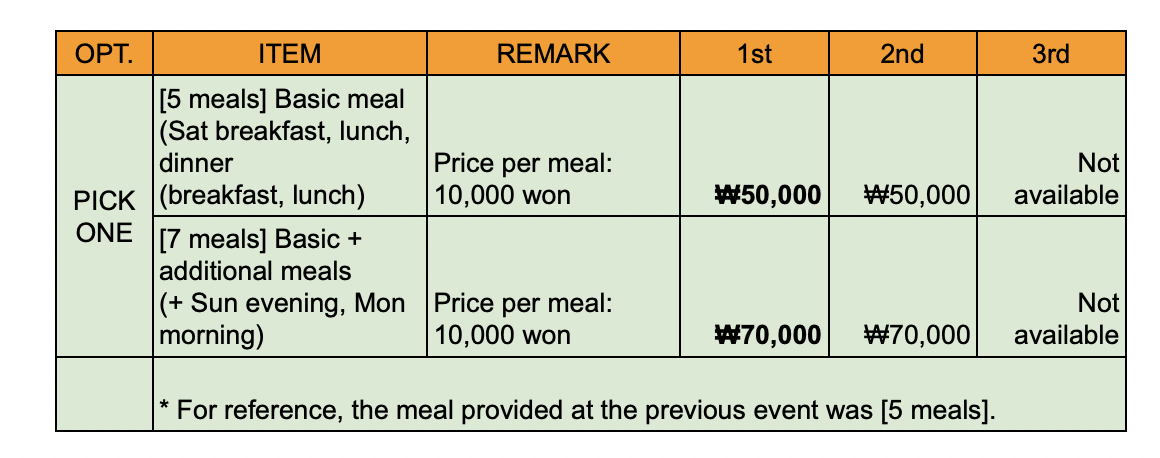 OPT. ITEM REMARK 1st 2nd 3rd
PICK
ONE
[5 meals] Basic meal
(Sat breakfast, lunch,
dinner
(breakfast, lunch)
Price per meal:
10,000 won
₩50,000
₩50,000
Not
available
[7 meals] Basic +
additional meals
(+ Sun evening, Mon
morning)
Price per meal:
10,000 won
₩70,000
₩70,000
Not
available
* For reference, the meal provided at the previous event was [5 meals].